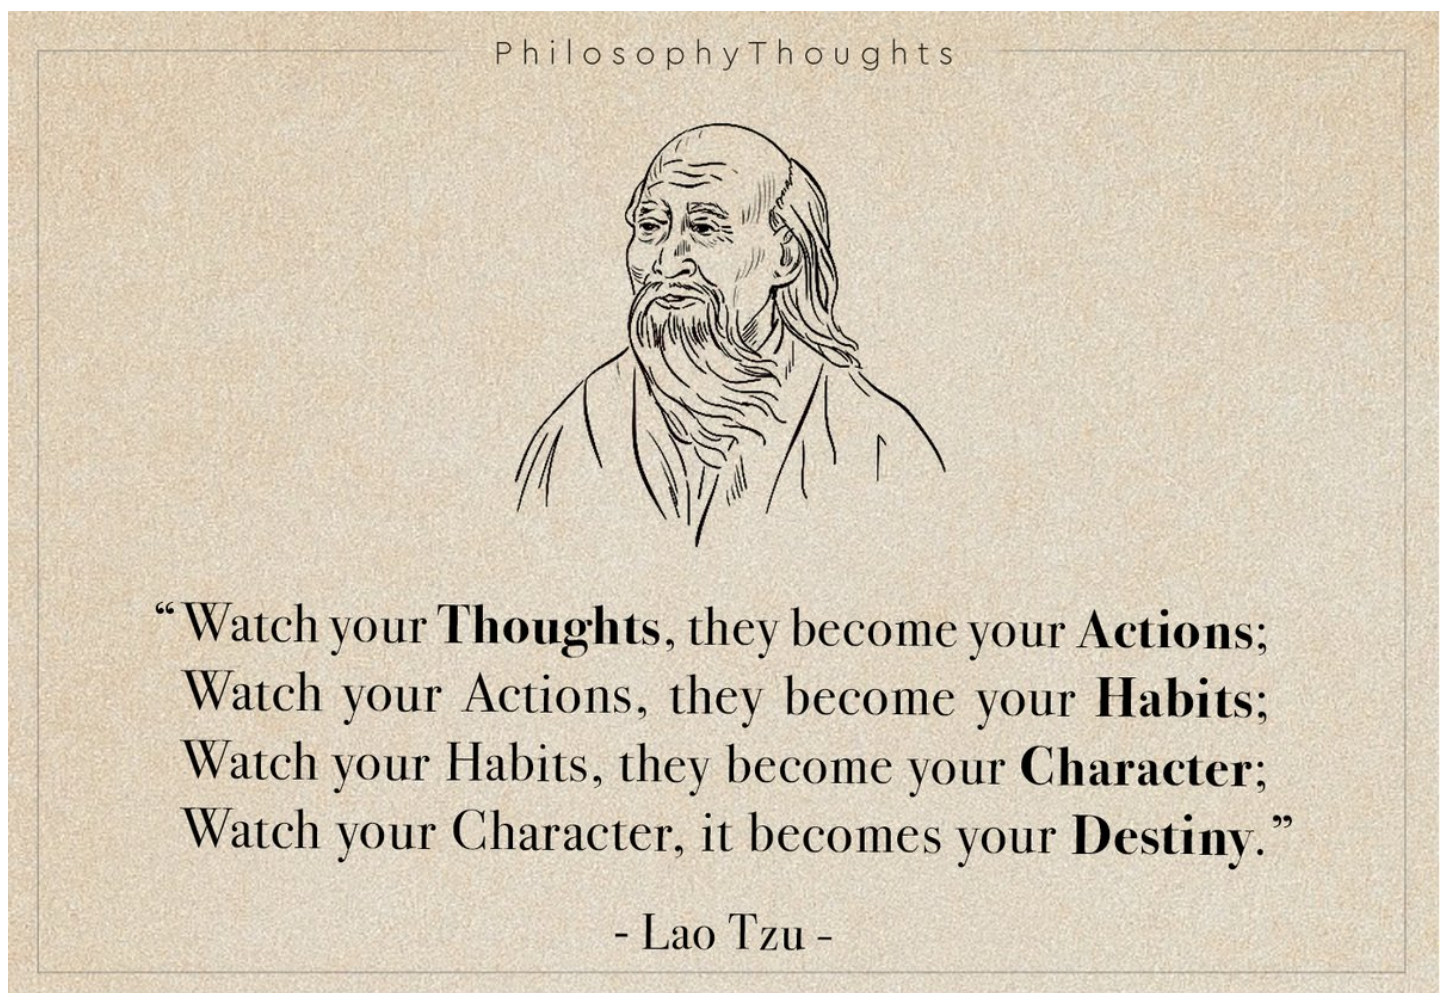 PhilosophyThoughts
“Watch your Thoughts, they become your Actions;
Watch your Actions, they become your Habits;
Watch your Habits, they become your Character;
Watch your Character, it becomes your Destiny.”
- Lao Tzu -